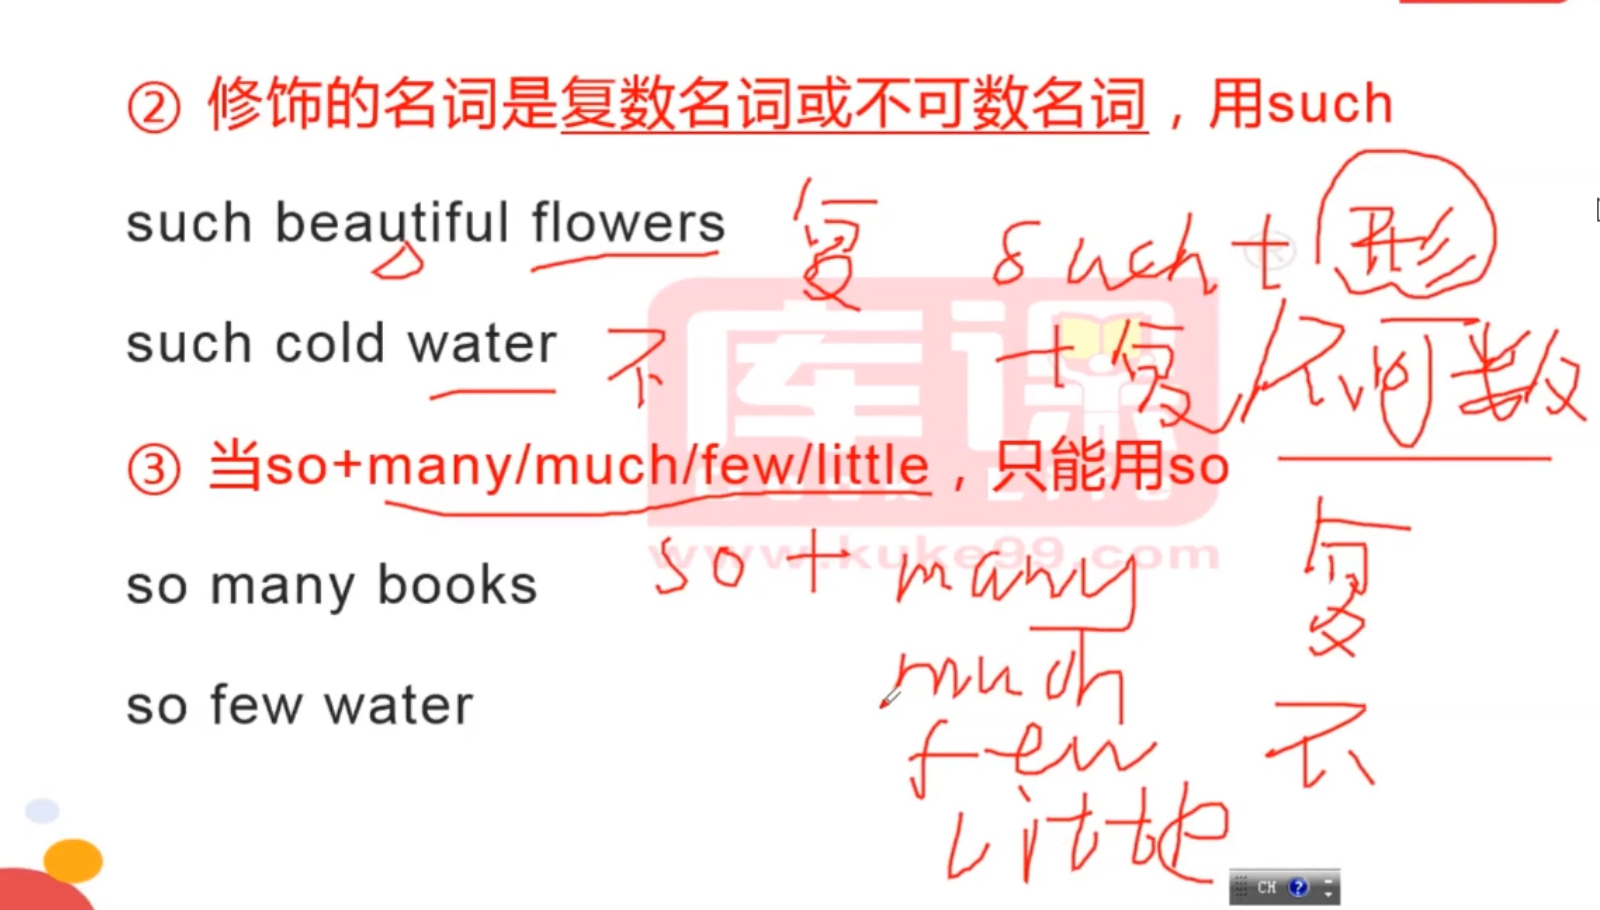 ② 修饰的名词是复数名词或不可数名词，用such
such beautiful flowers 复 such + 形
such cold water 不 + 复/不可数
③ 当so+many/much/few/little，只能用so
so many books so + many 复
much
so few water
few 不
little
库课
www.kuke99.com
CH ?